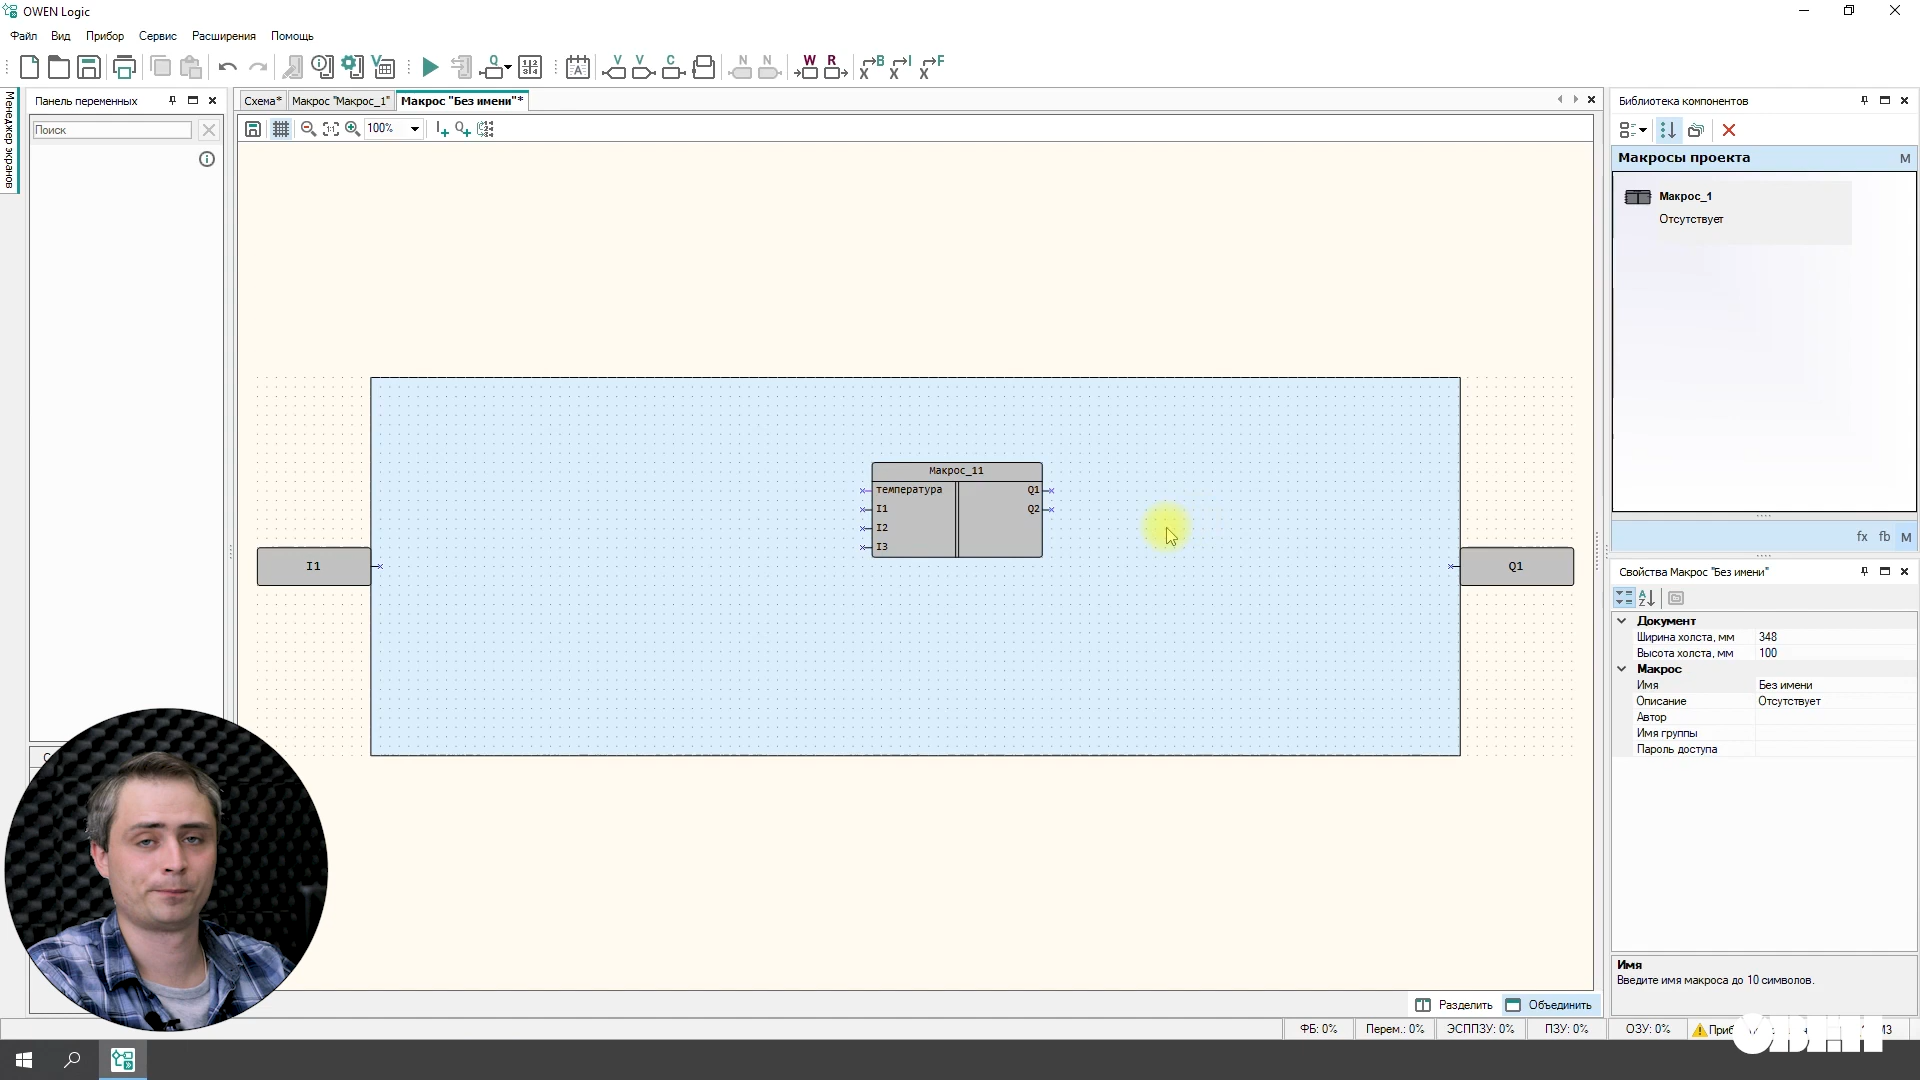 OWEN Logic
Файл Вид Прибор Сервис Расширения Помощь
Менеджер экранов
Панель переменных
Поиск
Схема* Макрос "Макрос_1" Макрос "Без имени"*
100%
Макрос_11
температура Q1
I1 Q2
I2
I3
I1
Q1
Библиотека компонентов
Макросы проекта M
Макрос_1
Отсутствует
fx fb M
Свойства Макрос "Без имени"
Документ
Ширина холста, мм 348
Высота холста, мм 100
Макрос
Имя Без имени
Описание Отсутствует
Автор
Имя группы
Пароль доступа
Имя
Введите имя макроса до 10 символов.
Разделить Объединить
ФБ: 0% Перем.: 0% ЭСППЗУ: 0% ПЗУ: 0% ОЗУ: 0%